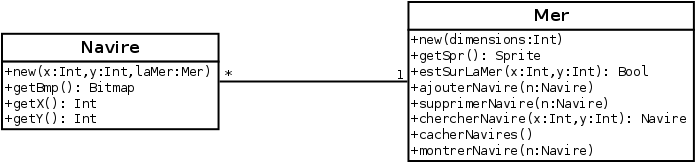 Navire
+new(x:Int,y:Int,laMer:Mer)
+getBmp(): Bitmap
+getX(): Int
+getY(): Int
*
1
Mer
+new(dimensions:Int)
+getSpr(): Sprite
+estSurLaMer(x:Int,y:Int): Bool
+ajouterNavire(n:Navire)
+supprimerNavire(n:Navire)
+chercherNavire(x:Int,y:Int): Navire
+cacherNavires()
+montrerNavire(n:Navire)